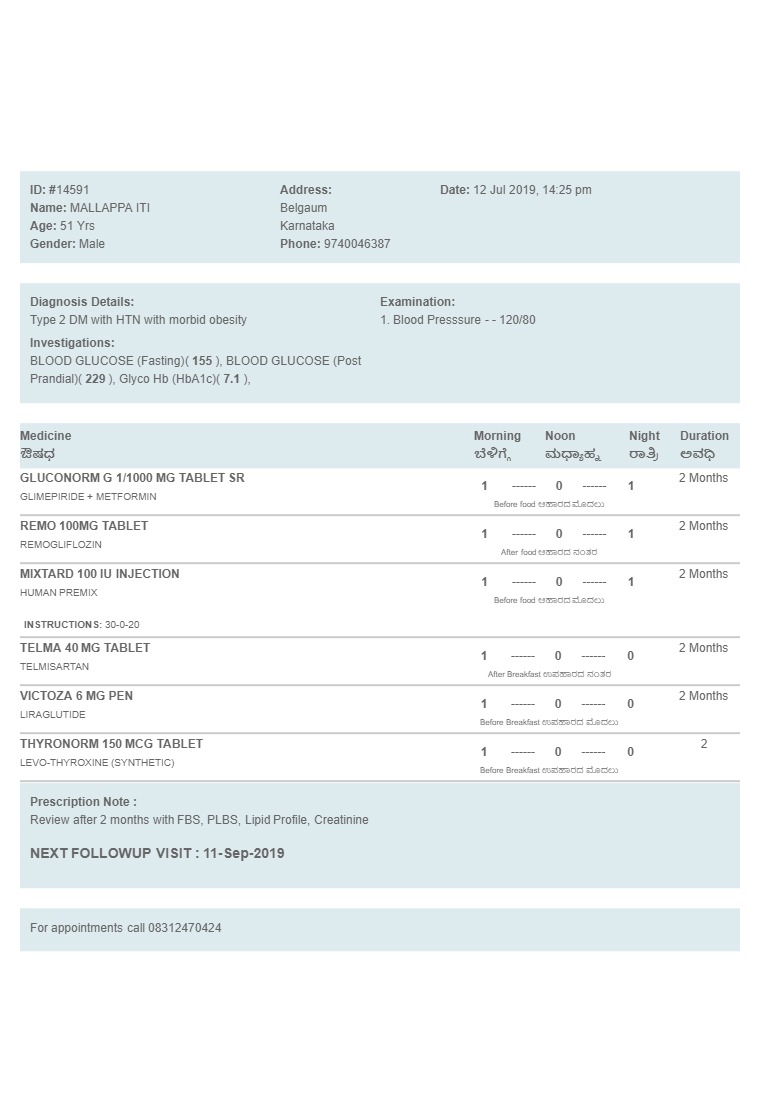 ID: #14591
Name: MALLAPPA ITI
Age: 51 Yrs
Gender: Male
Address:
Belgaum
Karnataka
Phone: 9740046387
Date: 12 Jul 2019, 14:25 pm
Diagnosis Details:
Type 2 DM with HTN with morbid obesity
Examination:
1. Blood Presssure - - 120/80
Investigations:
BLOOD GLUCOSE (Fasting)( 155 ), BLOOD GLUCOSE (Post
Prandial)( 229 ), Glyco Hb (HbA1c)( 7.1 ),
Medicine Morning Noon Night Duration
ಔಷಧ ಬೆಳಿಗ್ಗೆ ಮಧ್ಯಾಹ್ನ ರಾತ್ರಿ ಅವಧಿ
GLUCONORM G 1/1000 MG TABLET SR 2 Months
1 ------ 0 ------ 1
GLIMEPIRIDE + METFORMIN
Before food ಆಹಾರದ ಮೊದಲು
REMO 100MG TABLET 2 Months
1 ------ 0 ------ 1
REMOGLIFLOZIN
After food ಆಹಾರದ ನಂತರ
MIXTARD 100 IU INJECTION 2 Months
1 ------ 0 ------ 1
HUMAN PREMIX
Before food ಆಹಾರದ ಮೊದಲು
INSTRUCTIONS: 30-0-20
TELMA 40 MG TABLET 2 Months
1 ------ 0 ------ 0
TELMISARTAN
After Breakfast ಉಪಹಾರದ ನಂತರ
VICTOZA 6 MG PEN 2 Months
1 ------ 0 ------ 0
LIRAGLUTIDE
Before Breakfast ಉಪಹಾರದ ಮೊದಲು
THYRONORM 150 MCG TABLET 2
1 ------ 0 ------ 0
LEVO-THYROXINE (SYNTHETIC)
Before Breakfast ಉಪಹಾರದ ಮೊದಲು
Prescription Note :
Review after 2 months with FBS, PLBS, Lipid Profile, Creatinine
NEXT FOLLOWUP VISIT : 11-Sep-2019
For appointments call 08312470424